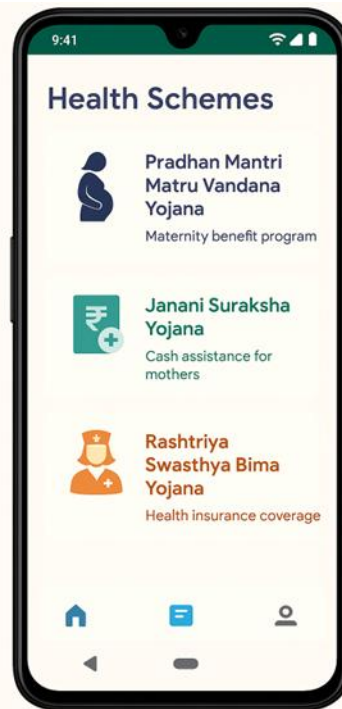 9:41
Health Schemes
Pradhan Mantri
Matru Vandana
Yojana
Maternity benefit program
₹
Janani Suraksha
Yojana
Cash assistance for
mothers
Rashtriya
Swasthya Bima
Yojana
Health insurance coverage